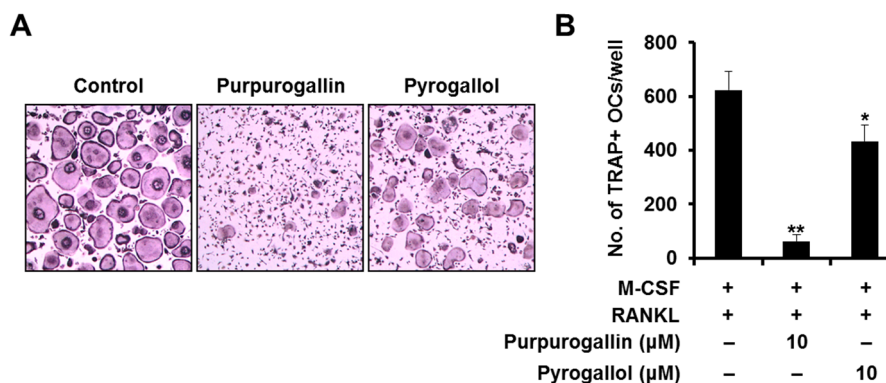 A
Control Purpurogallin Pyrogallol
B
No. of TRAP+ OCs/well
800
600
400
200
0
**
*
M-CSF + + +
RANKL + + +
Purpurogallin (μM) – 10 –
Pyrogallol (μM) – – 10